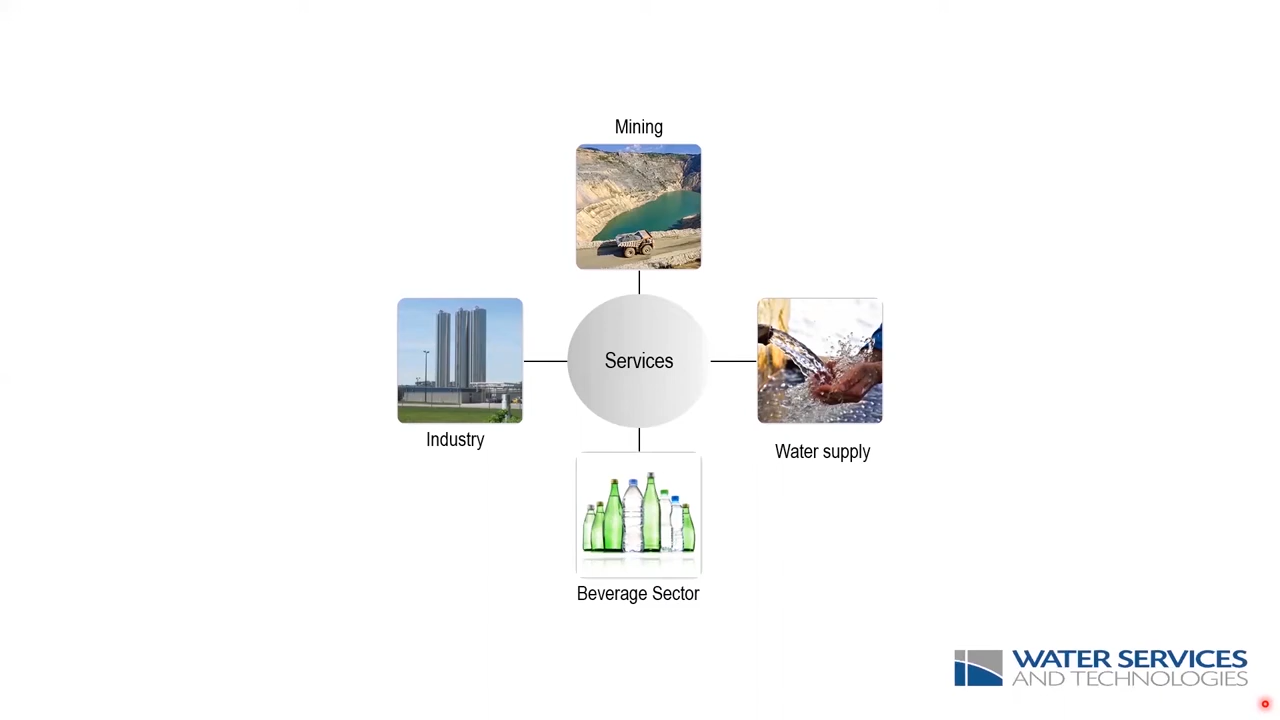 Mining
Services
Industry
Water supply
Beverage Sector
WATER SERVICES
AND TECHNOLOGIES